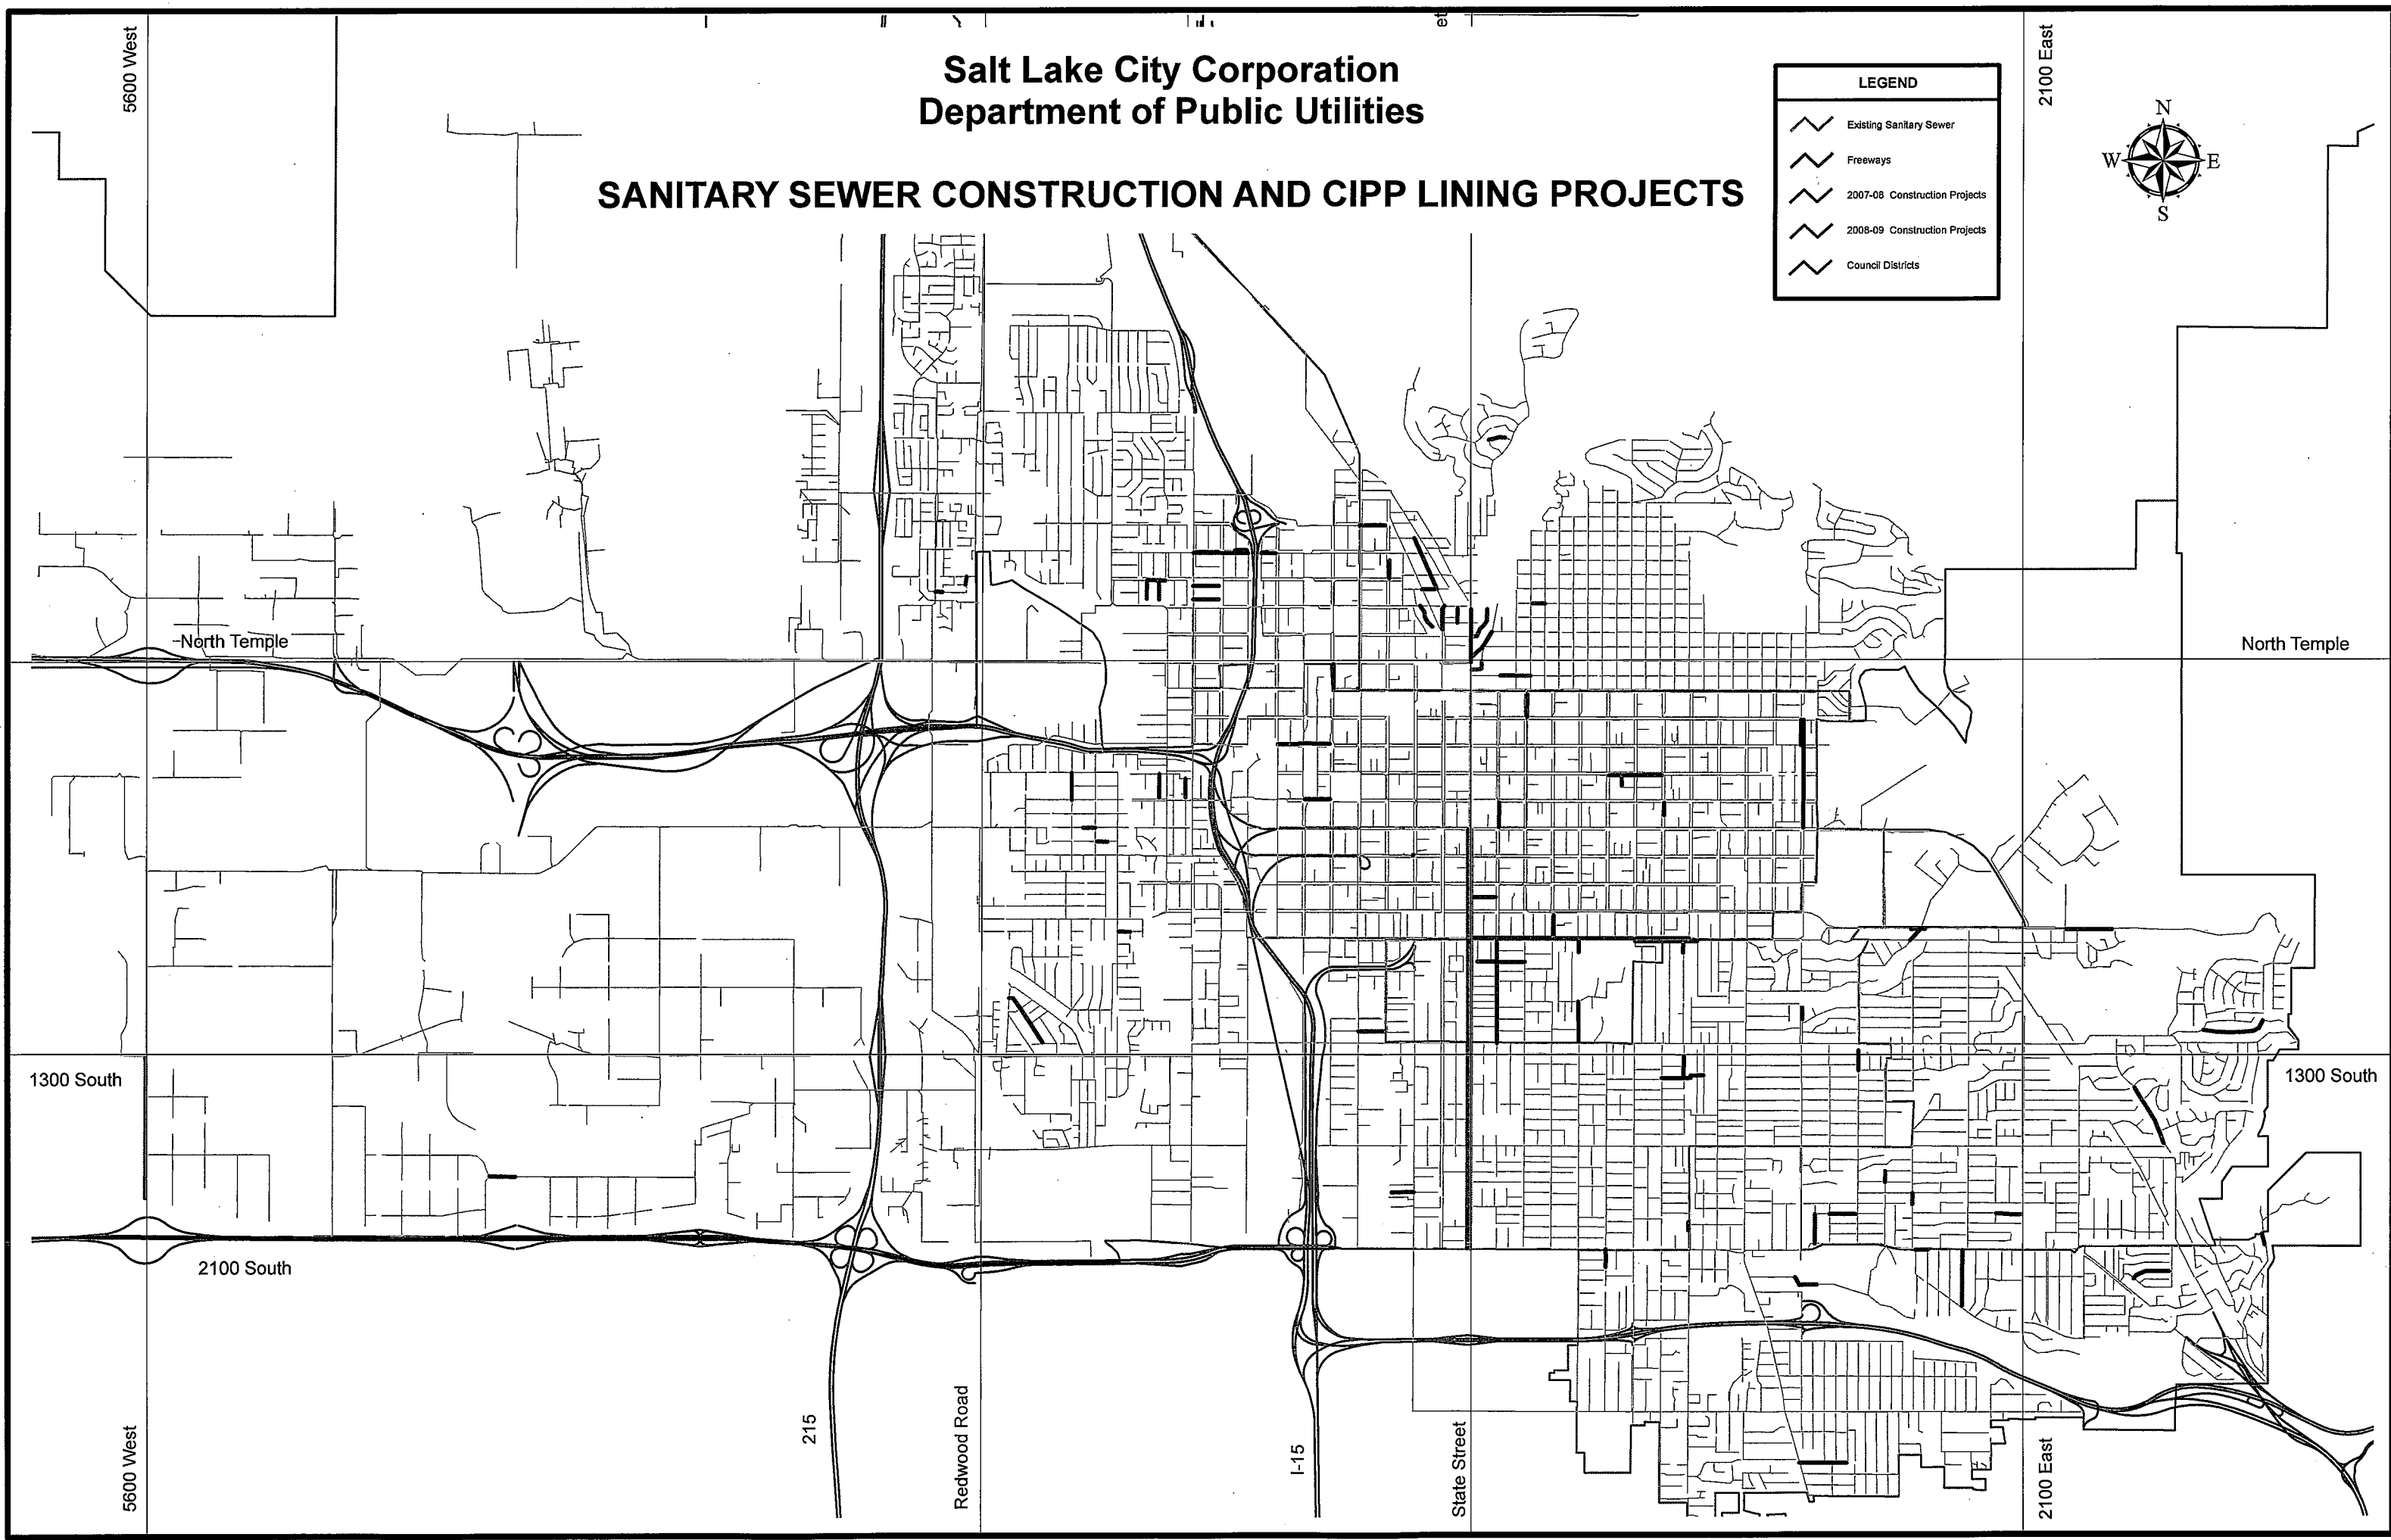 5600 West
et
2100 East
Salt Lake City Corporation
Department of Public Utilities
SANITARY SEWER CONSTRUCTION AND CIPP LINING PROJECTS
LEGEND
Existing Sanitary Sewer
Freeways
2007-08 Construction Projects
2008-09 Construction Projects
Council Districts
N
W E
S
North Temple
North Temple
1300 South
1300 South
2100 South
5600 West
215
Redwood Road
I-15
State Street
2100 East